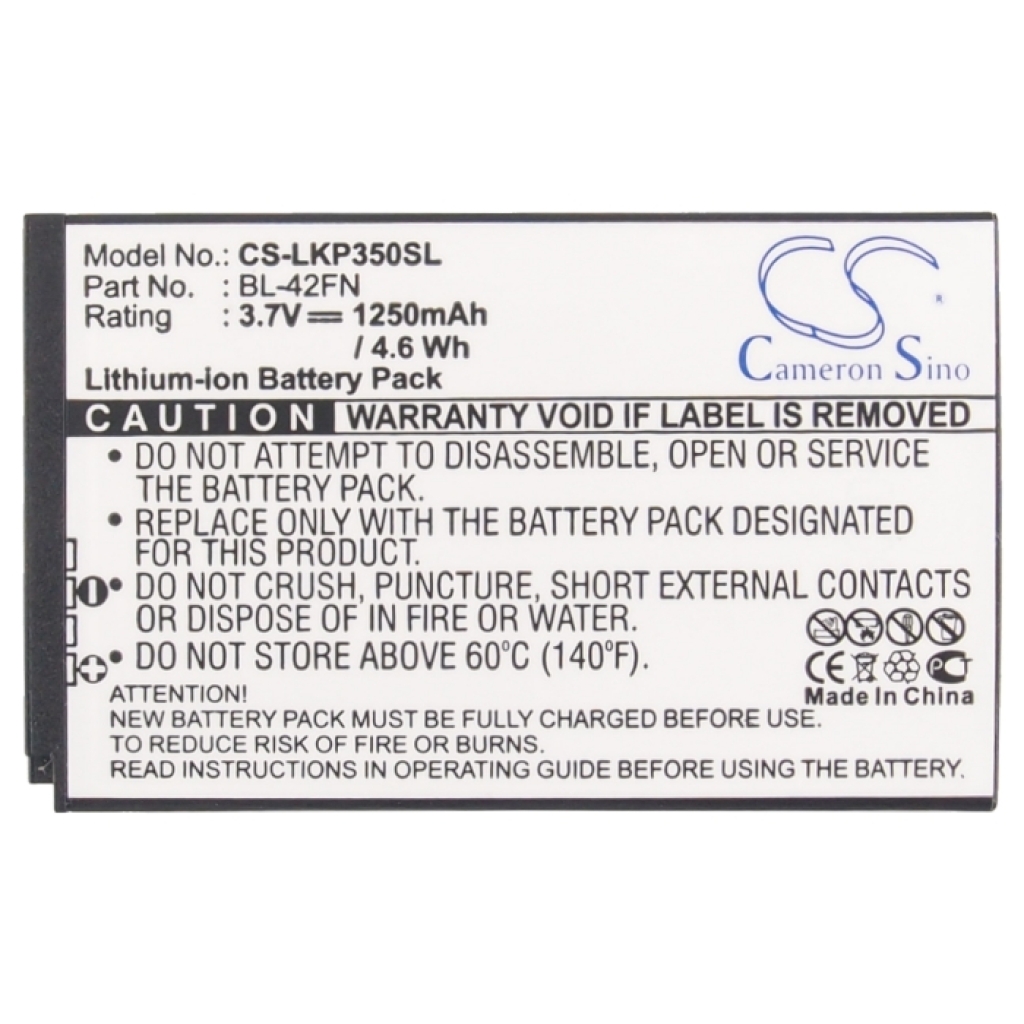 Model No.: CS-LKP350SL
Part No. : BL-42FN
Rating : 3.7V ⎓ 1250mAh
/ 4.6 Wh
Lithium-ion Battery Pack
CS
®
Cameron Sino
CAUTION WARRANTY VOID IF LABEL IS REMOVED
• DO NOT ATTEMPT TO DISASSEMBLE, OPEN OR SERVICE
THE BATTERY PACK.
• REPLACE ONLY WITH THE BATTERY PACK DESIGNATED
FOR THIS PRODUCT.
• DO NOT CRUSH, PUNCTURE, SHORT EXTERNAL CONTACTS
OR DISPOSE OF IN FIRE OR WATER.
• DO NOT STORE ABOVE 60°C (140°F).
CE PCT
Made In China
ATTENTION!
NEW BATTERY PACK MUST BE FULLY CHARGED BEFORE USE.
TO REDUCE RISK OF FIRE OR BURNS.
READ INSTRUCTIONS IN OPERATING GUIDE BEFORE USING THE BATTERY.